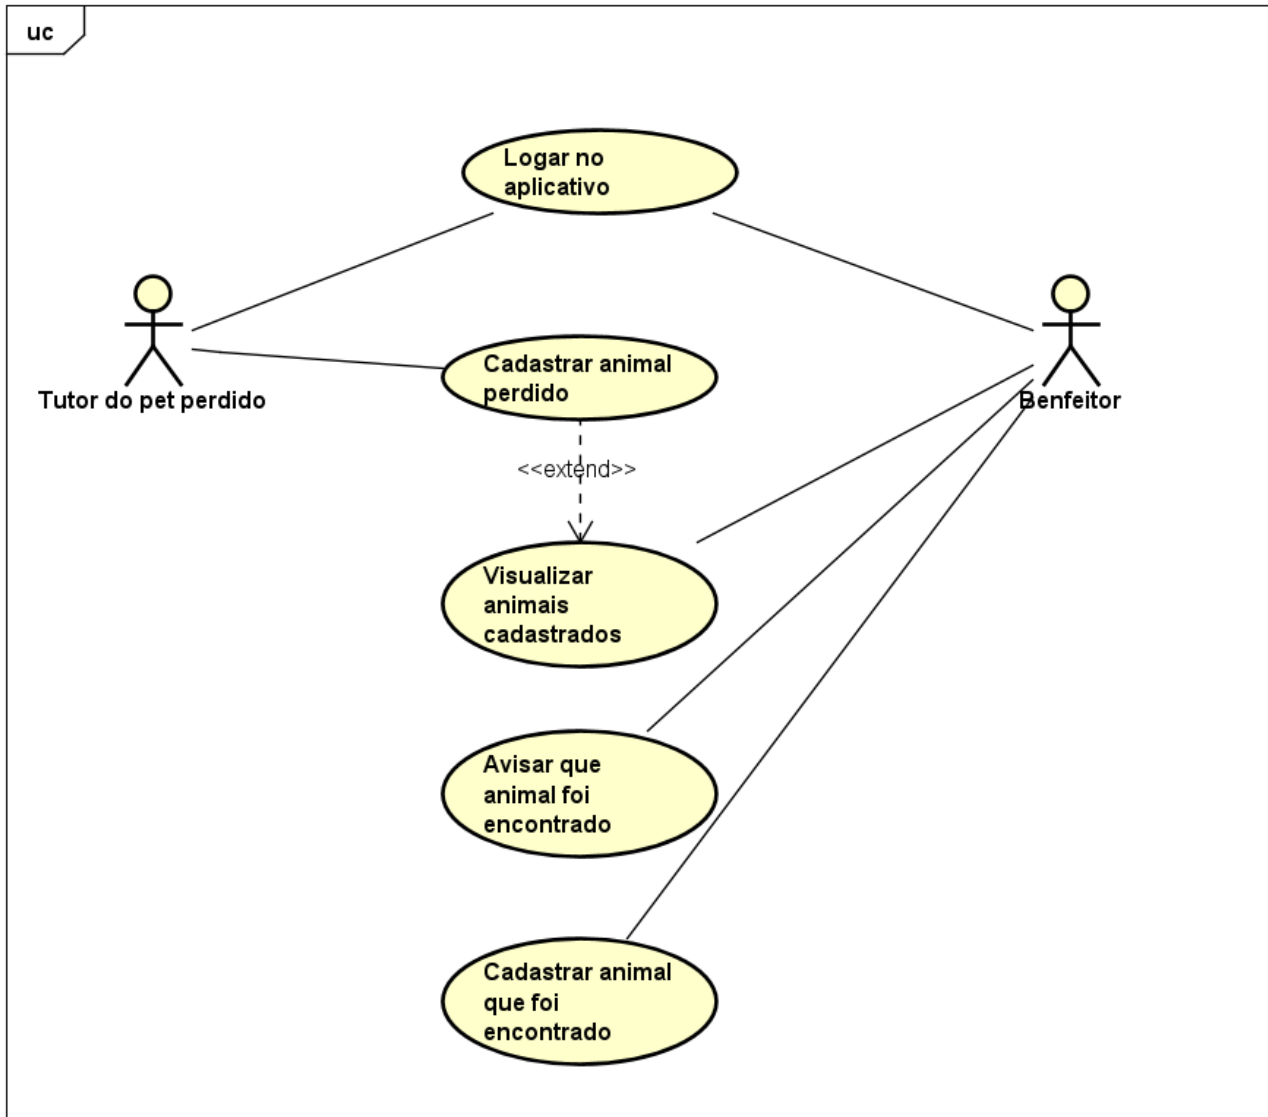 uc
Logar no
aplicativo
Tutor do pet perdido
Cadastrar animal
perdido
Benfeitor
<<extend>>
Visualizar
animais
cadastrados
Avisar que
animal foi
encontrado
Cadastrar animal
que foi
encontrado